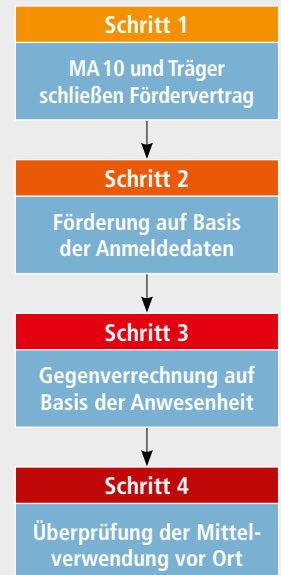 Schritt 1
MA 10 und Träger
schließen Fördervertrag
Schritt 2
Förderung auf Basis
der Anmeldedaten
Schritt 3
Gegenverrechnung auf
Basis der Anwesenheit
Schritt 4
Überprüfung der Mittel-
verwendung vor Ort